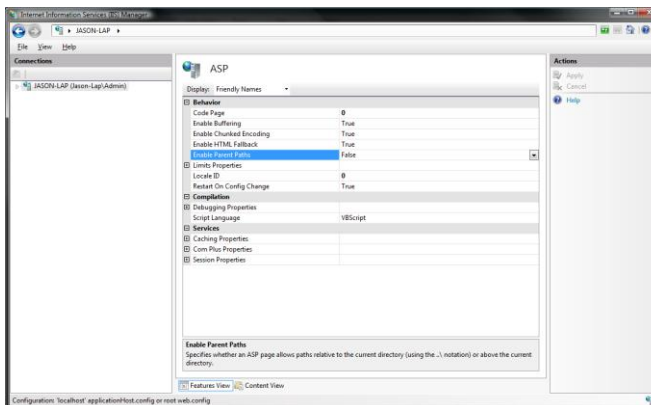 Internet Information Services (IIS) Manager
JASON-LAP
File View Help
Connections
JASON-LAP (Jason-Lap\Admin)
ASP
Display: Friendly Names
Behavior
Code Page 0
Enable Buffering True
Enable Chunked Encoding True
Enable HTML Fallback True
Enable Parent Paths False
Limits Properties
Locale ID 0
Restart On Config Change True
Compilation
Debugging Properties
Script Language VBScript
Services
Caching Properties
Com Plus Properties
Session Properties
Enable Parent Paths
Specifies whether an ASP page allows paths relative to the current directory (using the ..\ notation) or above the current
directory.
Features View Content View
Actions
Apply
Cancel
Help
Configuration: 'localhost' applicationHost.config or root web.config